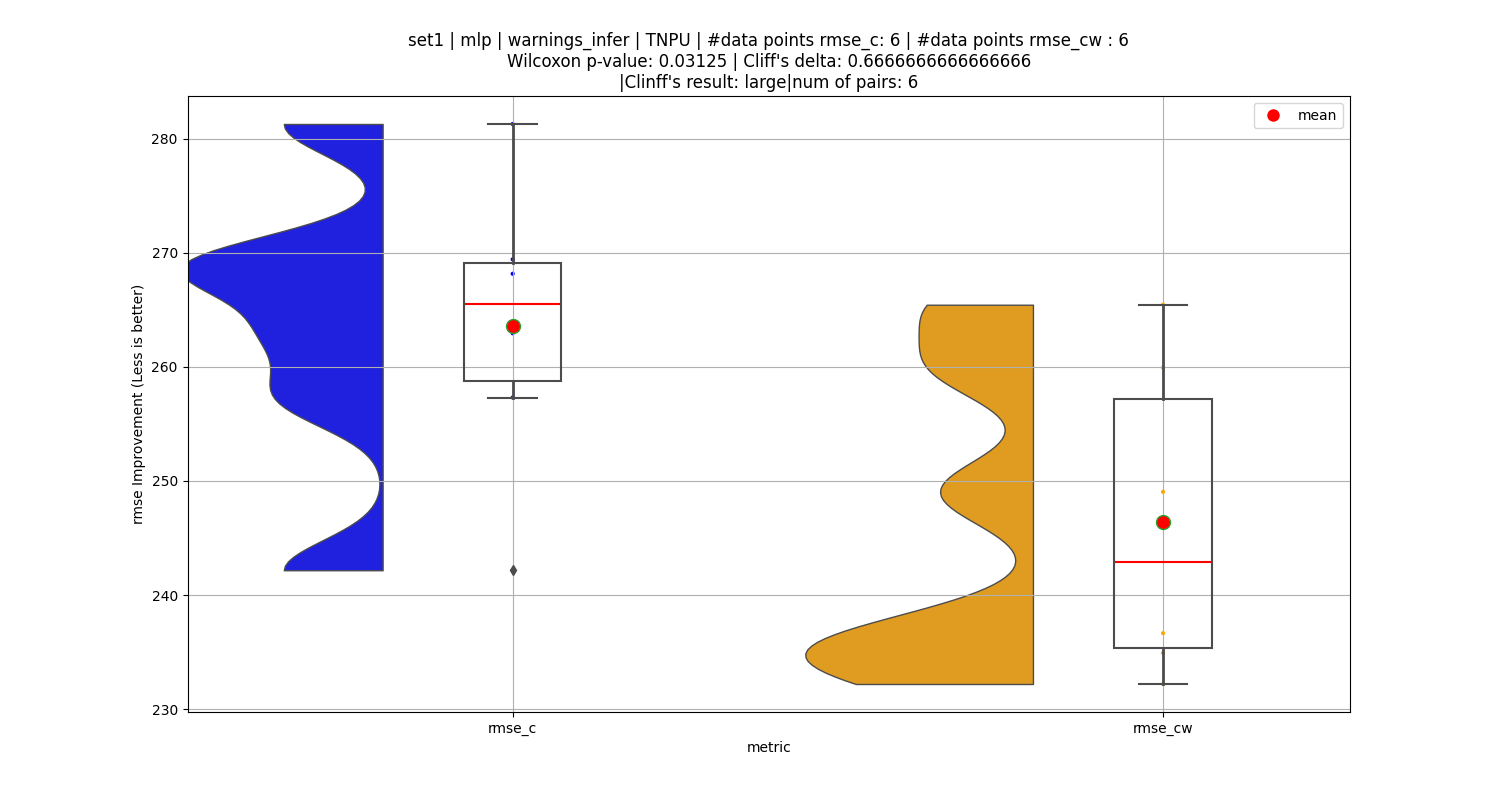 set1 | mlp | warnings_infer | TNPU | #data points rmse_c: 6 | #data points rmse_cw : 6
Wilcoxon p-value: 0.03125 | Cliff's delta: 0.6666666666666666
|Clinff's result: large|num of pairs: 6
mean
280
270
260
250
240
230
rmse Improvement (Less is better)
rmse_c
rmse_cw
metric